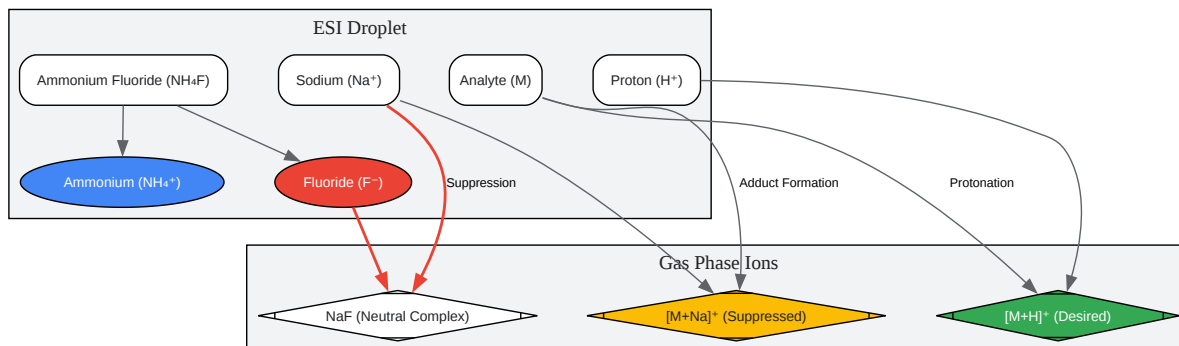 ESI Droplet
Ammonium Fluoride (NH₄F)
Sodium (Na⁺)
Analyte (M)
Proton (H⁺)
Ammonium (NH₄⁺)
Fluoride (F⁻)
Suppression
Adduct Formation
Protonation
Gas Phase Ions
NaF (Neutral Complex)
[M+Na]⁺ (Suppressed)
[M+H]⁺ (Desired)